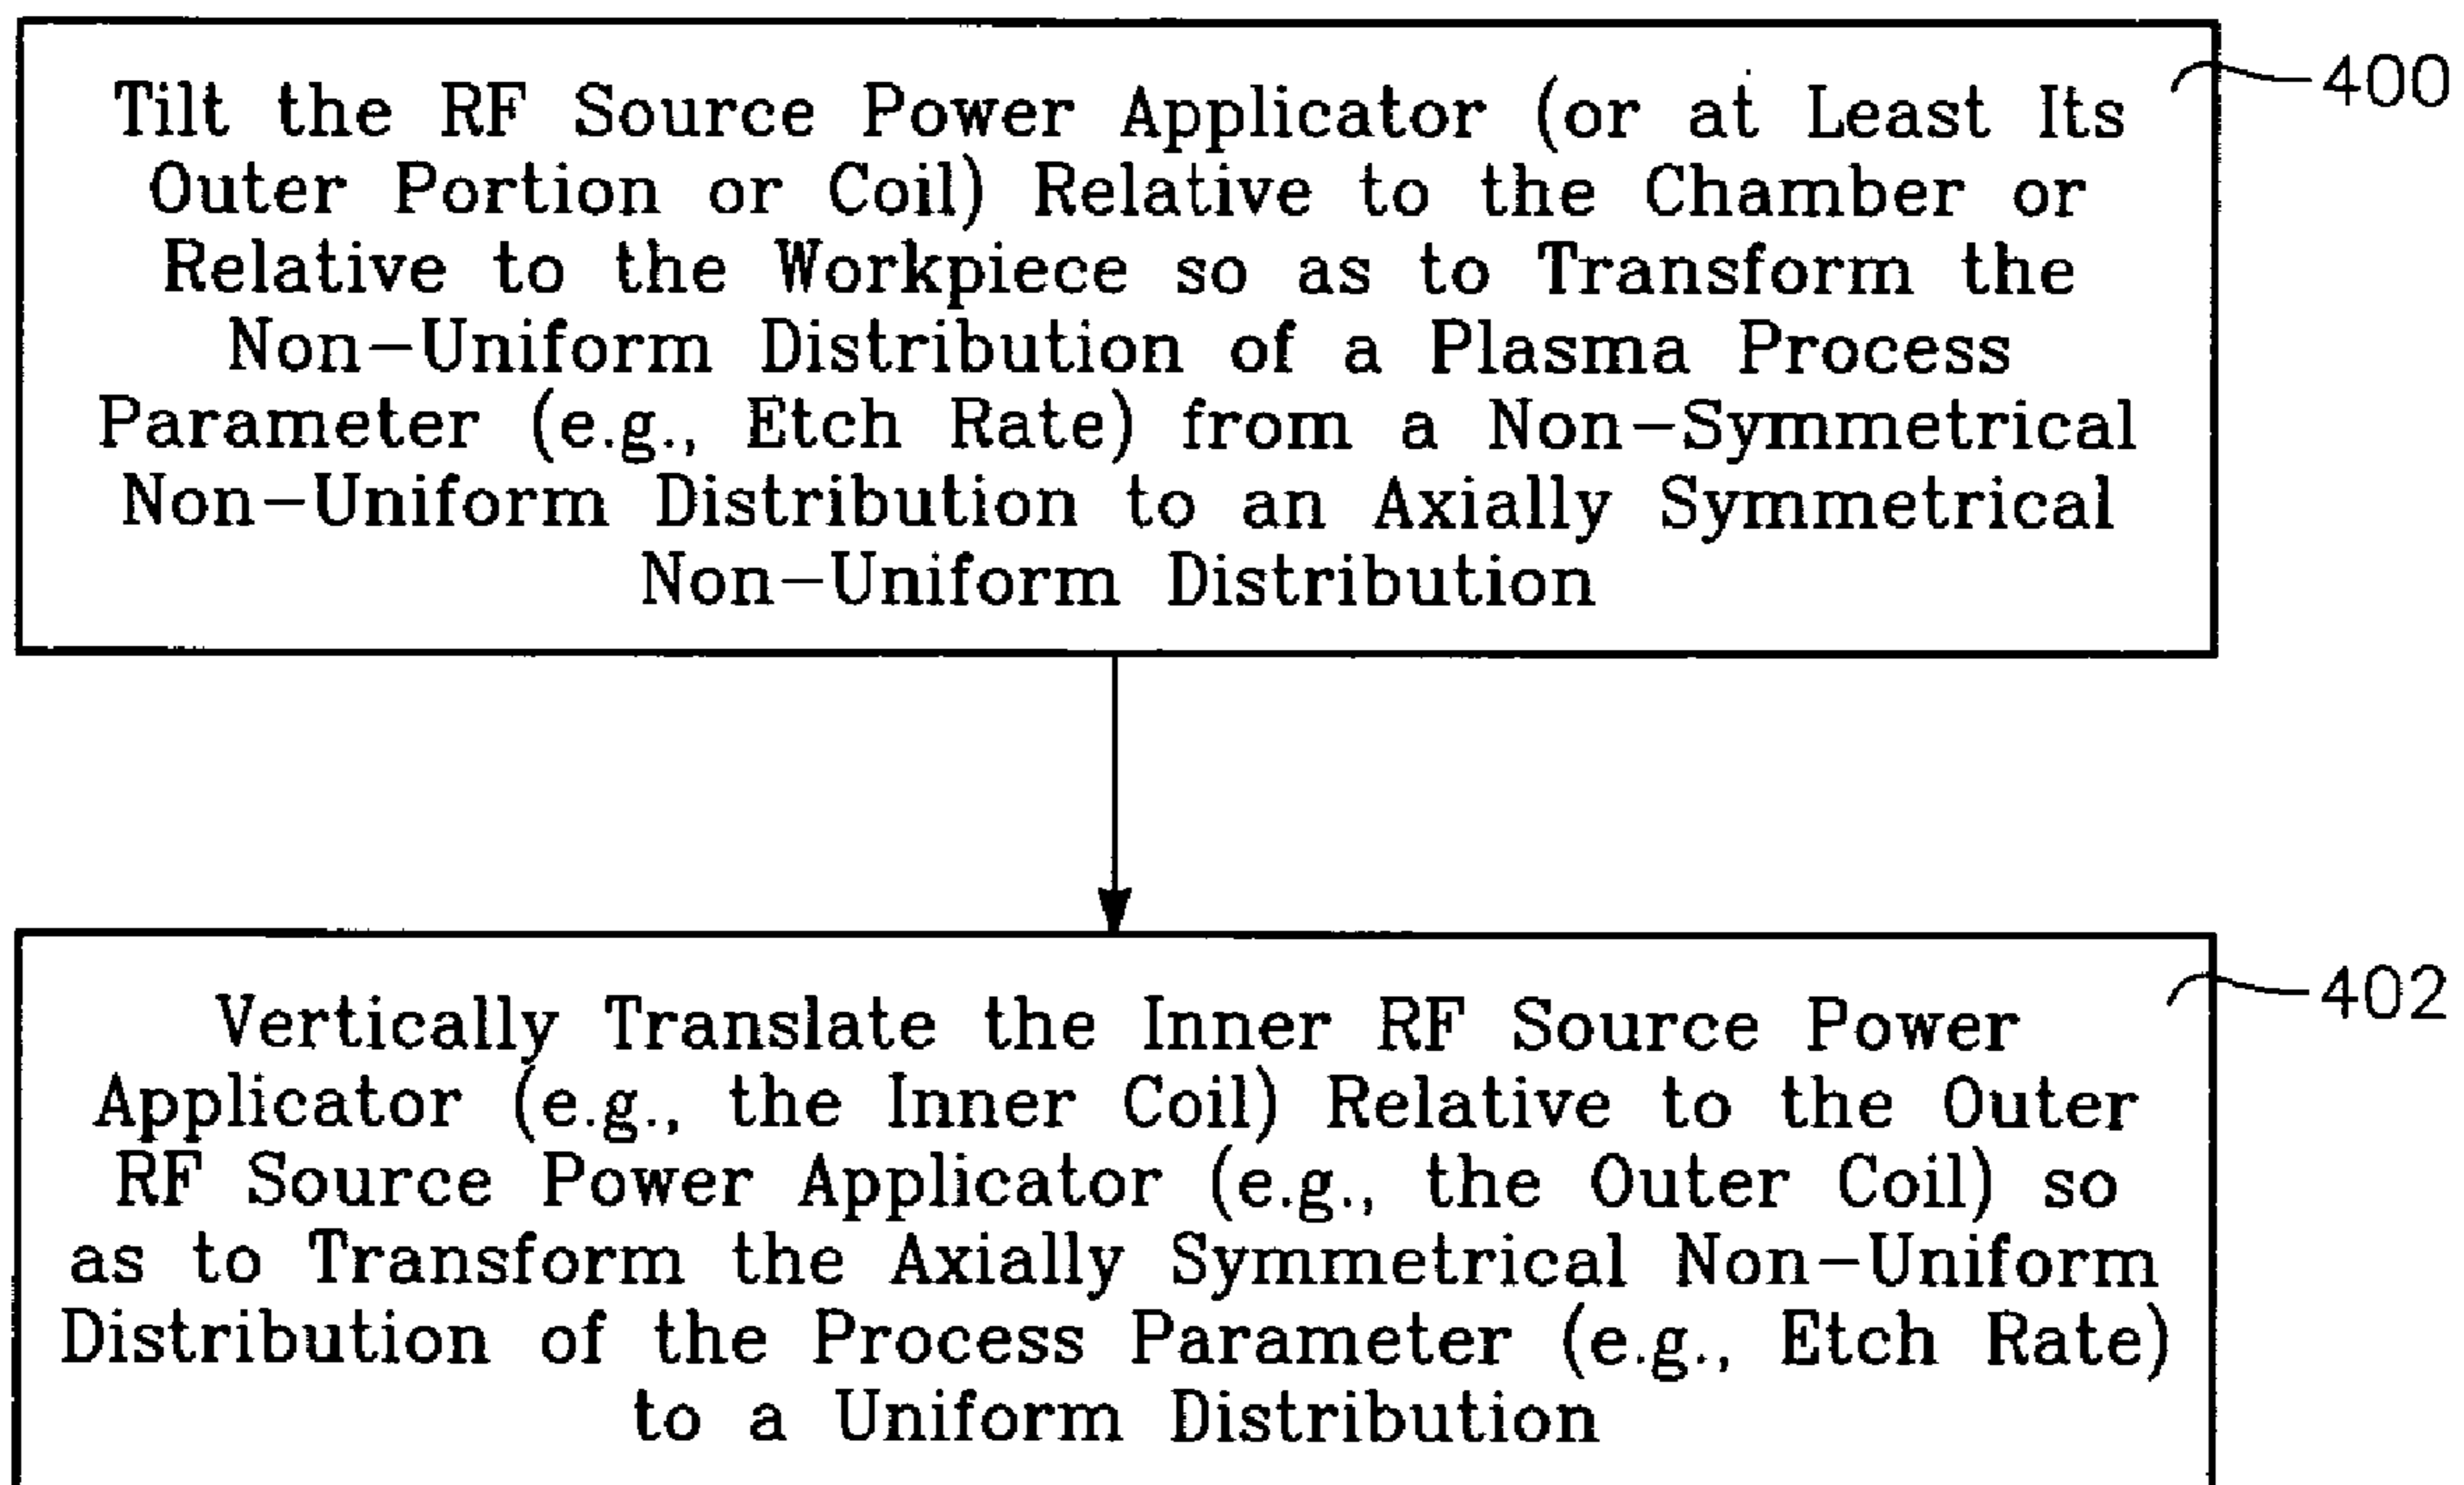 Tilt the RF Source Power Applicator (or at Least Its
Outer Portion or Coil) Relative to the Chamber or
Relative to the Workpiece so as to Transform the
Non-Uniform Distribution of a Plasma Process
Parameter (e.g., Etch Rate) from a Non-Symmetrical
Non-Uniform Distribution to an Axially Symmetrical
Non-Uniform Distribution
400
Vertically Translate the Inner RF Source Power
Applicator (e.g., the Inner Coil) Relative to the Outer
RF Source Power Applicator (e.g., the Outer Coil) so
as to Transform the Axially Symmetrical Non-Uniform
Distribution of the Process Parameter (e.g., Etch Rate)
to a Uniform Distribution
402